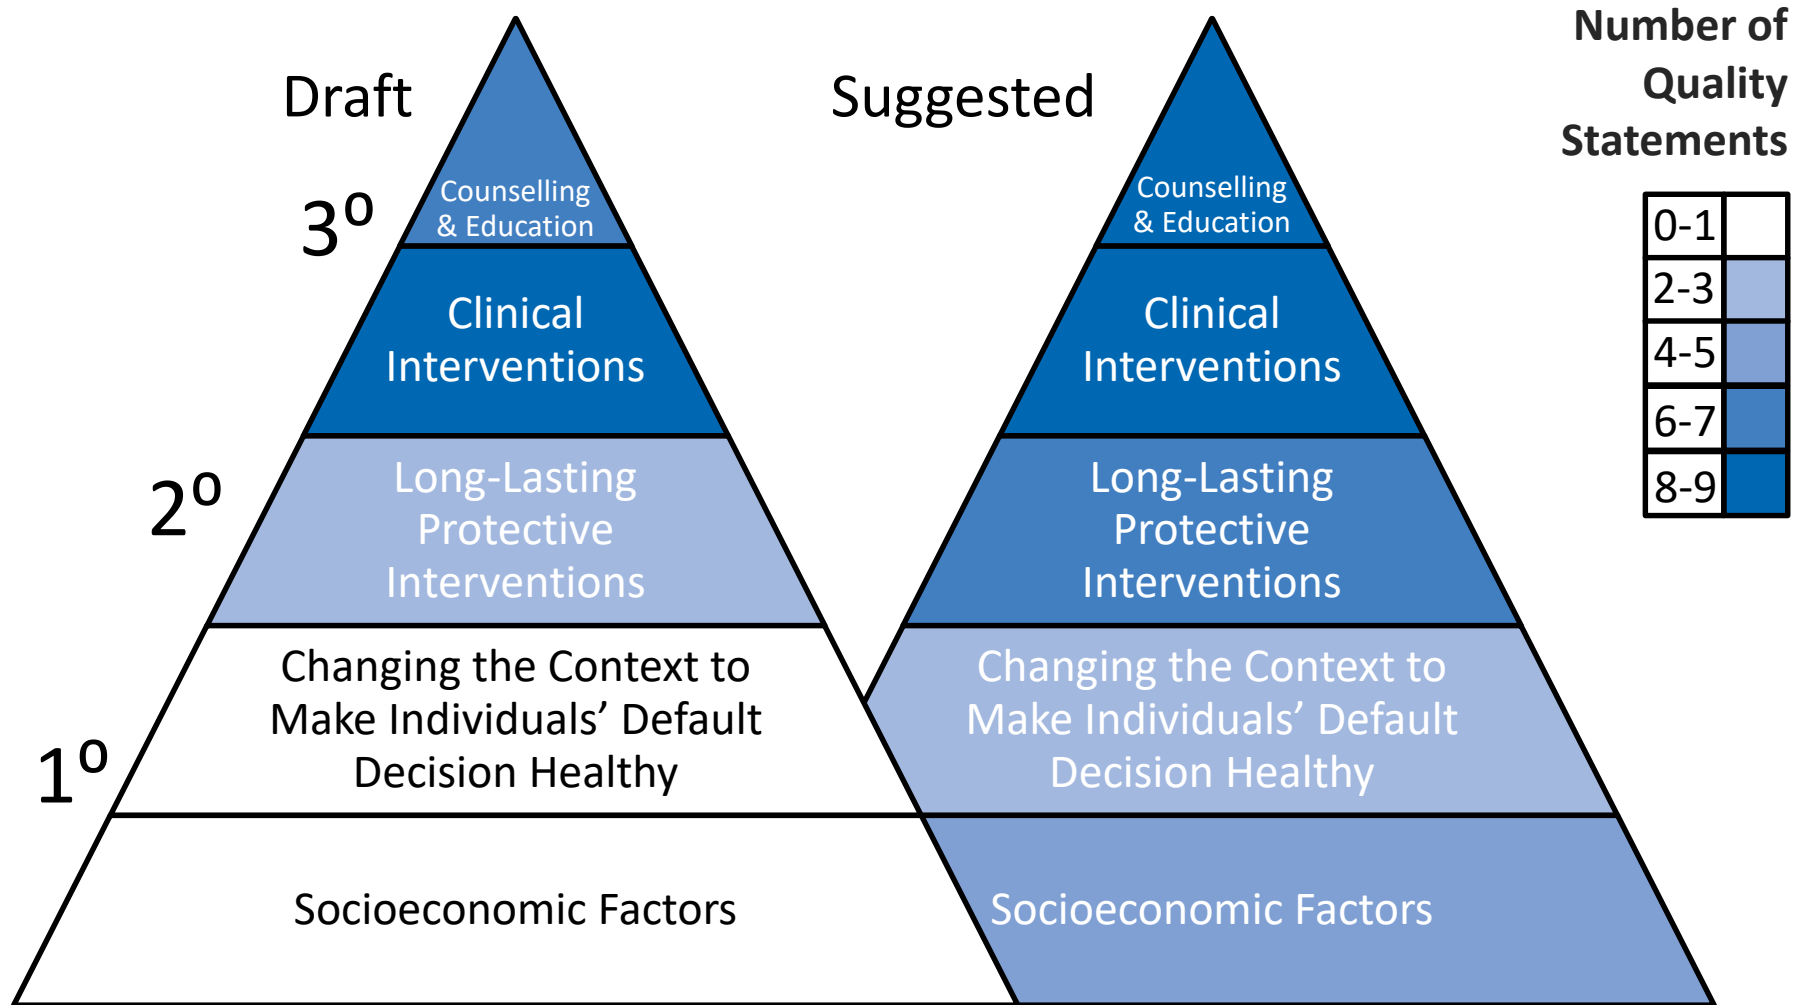 Draft
3º
2º
1º
Counselling
& Education
Clinical
Interventions
Long-Lasting
Protective
Interventions
Changing the Context to
Make Individuals’ Default
Decision Healthy
Socioeconomic Factors
Suggested
Counselling
& Education
Clinical
Interventions
Long-Lasting
Protective
Interventions
Changing the Context to
Make Individuals’ Default
Decision Healthy
Socioeconomic Factors
Number of
Quality
Statements
0-1
2-3
4-5
6-7
8-9